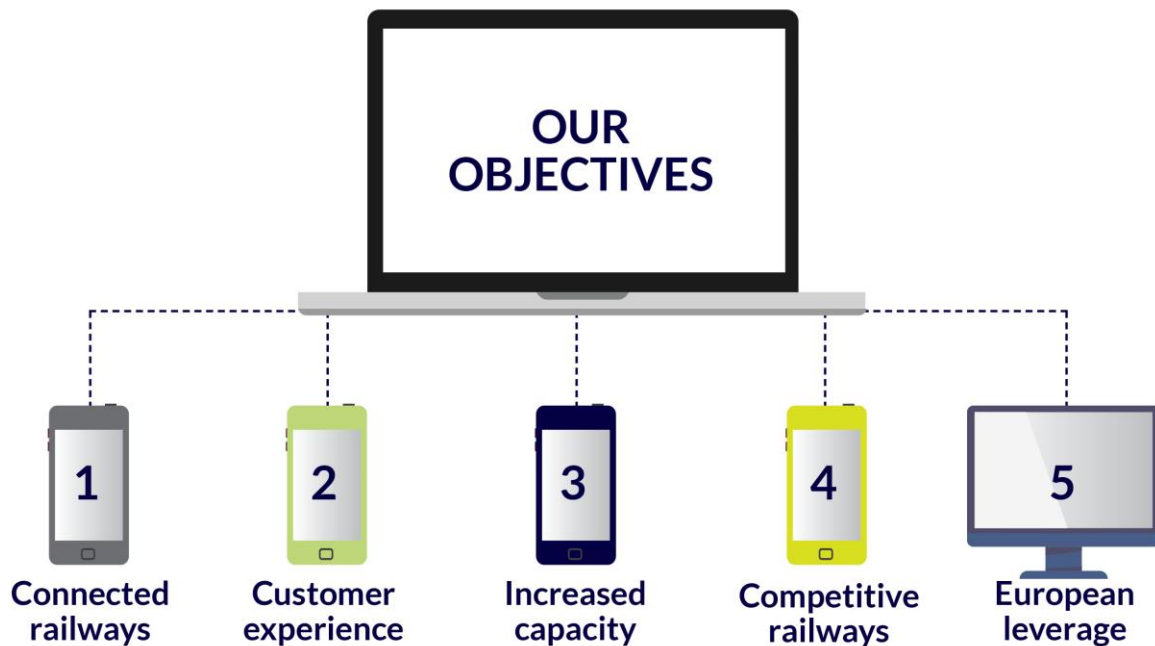 OUR
OBJECTIVES
1
2
3
4
5
Connected
railways
Customer
experience
Increased
capacity
Competitive
railways
European
leverage